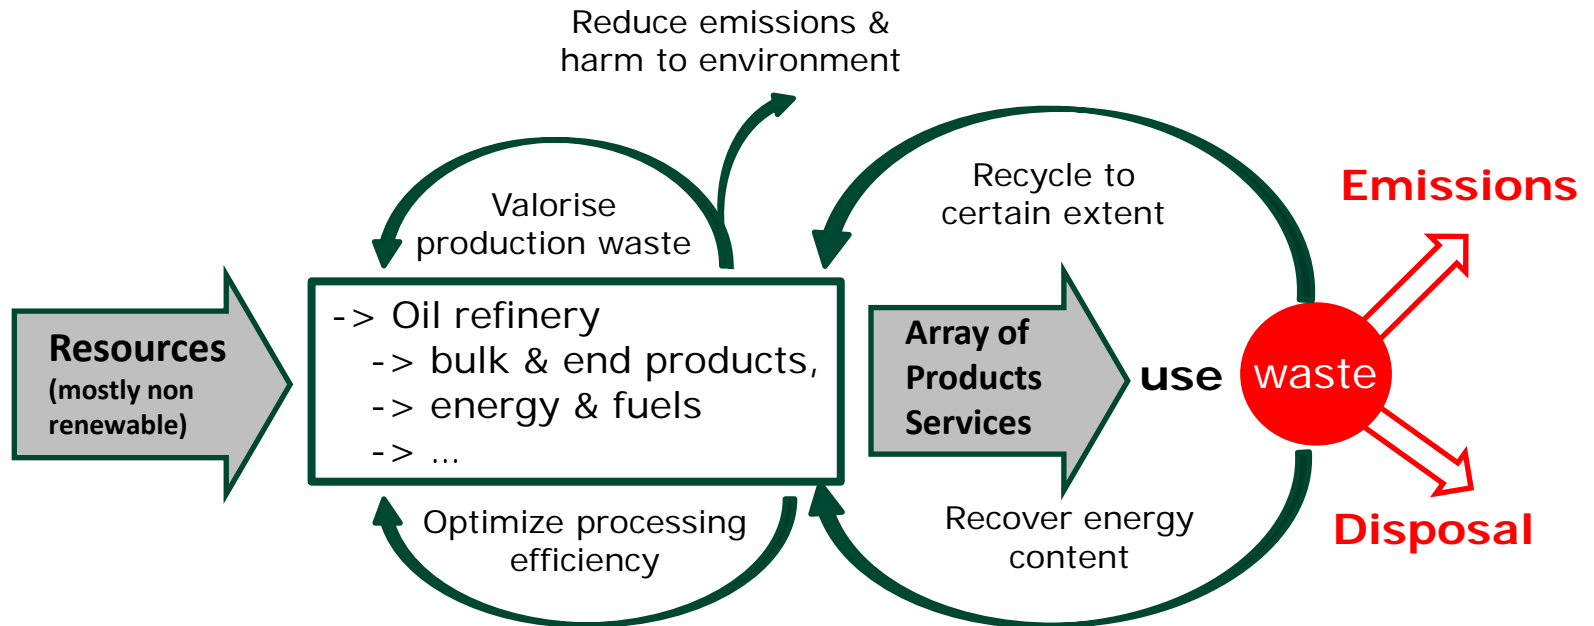 Reduce emissions &
harm to environment
Valorise
production waste
Recycle to
certain extent
Emissions
Resources
(mostly non
renewable)
-> Oil refinery
-> bulk & end products,
-> energy & fuels
-> ...
Array of
Products
Services
use
waste
Optimize processing
efficiency
Recover energy
content
Disposal